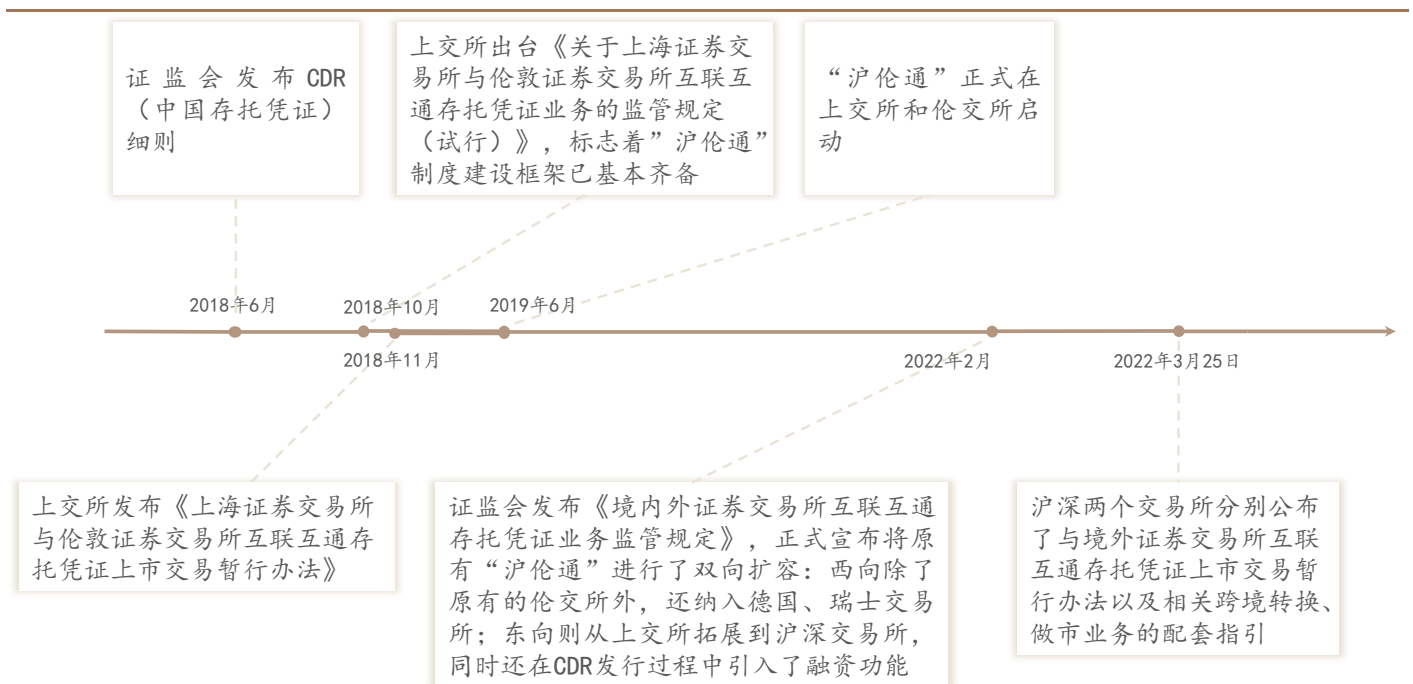 证监会发布CDR
（中国存托凭证）
细则
上交所出台《关于上海证券交
易所与伦敦证券交易所互联互
通存托凭证业务的监管规定
（试行）》，标志着”沪伦通”
制度建设框架已基本齐备
“沪伦通”正式在
上交所和伦交所启
动
2018年6月
2018年10月
2019年6月
2018年11月
2022年2月
2022年3月25日
上交所发布《上海证券交易所
与伦敦证券交易所互联互通存
托凭证上市交易暂行办法》
证监会发布《境内外证券交易所互联互通
存托凭证业务监管规定》，正式宣布将原
有“沪伦通”进行了双向扩容：西向除了
原有的伦交所外，还纳入德国、瑞士交易
所；东向则从上交所拓展到沪深交易所，
同时还在CDR发行过程中引入了融资功能
沪深两个交易所分别公布
了与境外证券交易所互联
互通存托凭证上市交易暂
行办法以及相关跨境转换、
做市业务的配套指引